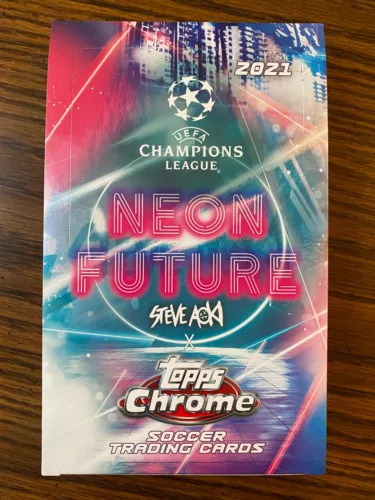 2021
UEFA
CHAMPIONS
LEAGUE®
NEON
FUTURE
STEVE AOKI
X
Topps
Chrome
SOCCER
TRADING CARDS